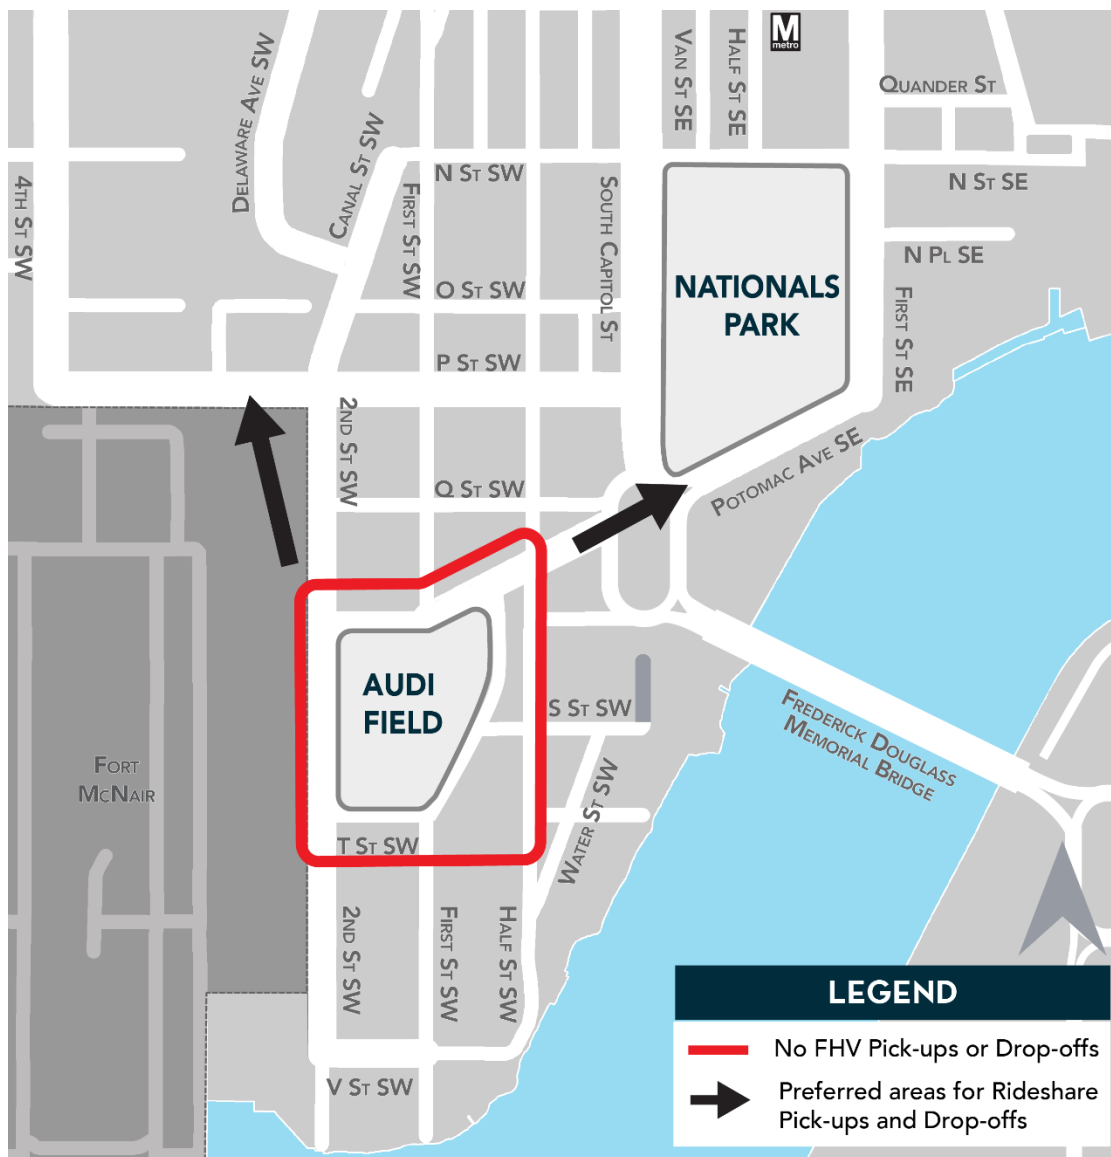 M
metro
DELAWARE AVE SW
VAN ST SE
HALF ST SE
QUANDER ST
CANAL ST SW
4TH ST SW
FIRST ST SW
N ST SW
SOUTH CAPITOL ST
N ST SE
N PL SE
O ST SW
NATIONALS
PARK
FIRST ST SE
P ST SW
2ND ST SW
Q ST SW
POTOMAC AVE SE
AUDI
FIELD
S ST SW
FREDERICK DOUGLASS
MEMORIAL BRIDGE
FORT
MCNAIR
T ST SW
WATER ST SW
2ND ST SW
FIRST ST SW
HALF ST SW
V ST SW
LEGEND
No FHV Pick-ups or Drop-offs
Preferred areas for Rideshare
Pick-ups and Drop-offs